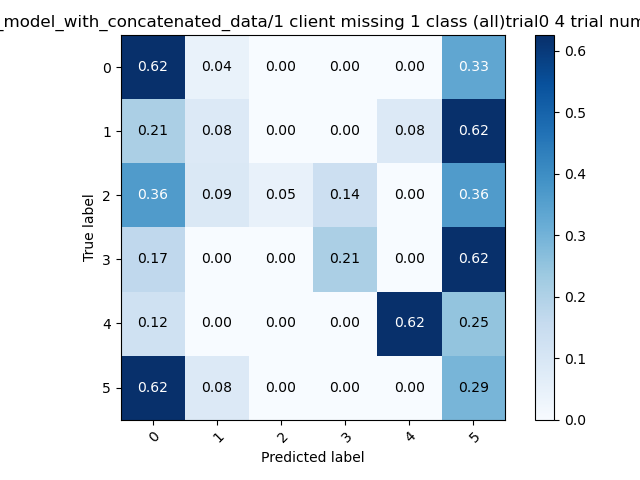 _model_with_concatenated_data/1 client missing 1 class (all)trial0 4 trial num
0 0.62 0.04 0.00 0.00 0.00 0.33
1 0.21 0.08 0.00 0.00 0.08 0.62
2 0.36 0.09 0.05 0.14 0.00 0.36
3 0.17 0.00 0.00 0.21 0.00 0.62
4 0.12 0.00 0.00 0.00 0.62 0.25
5 0.62 0.08 0.00 0.00 0.00 0.29
0 1 2 3 4 5
True label
Predicted label
0.6
0.5
0.4
0.3
0.2
0.1
0.0